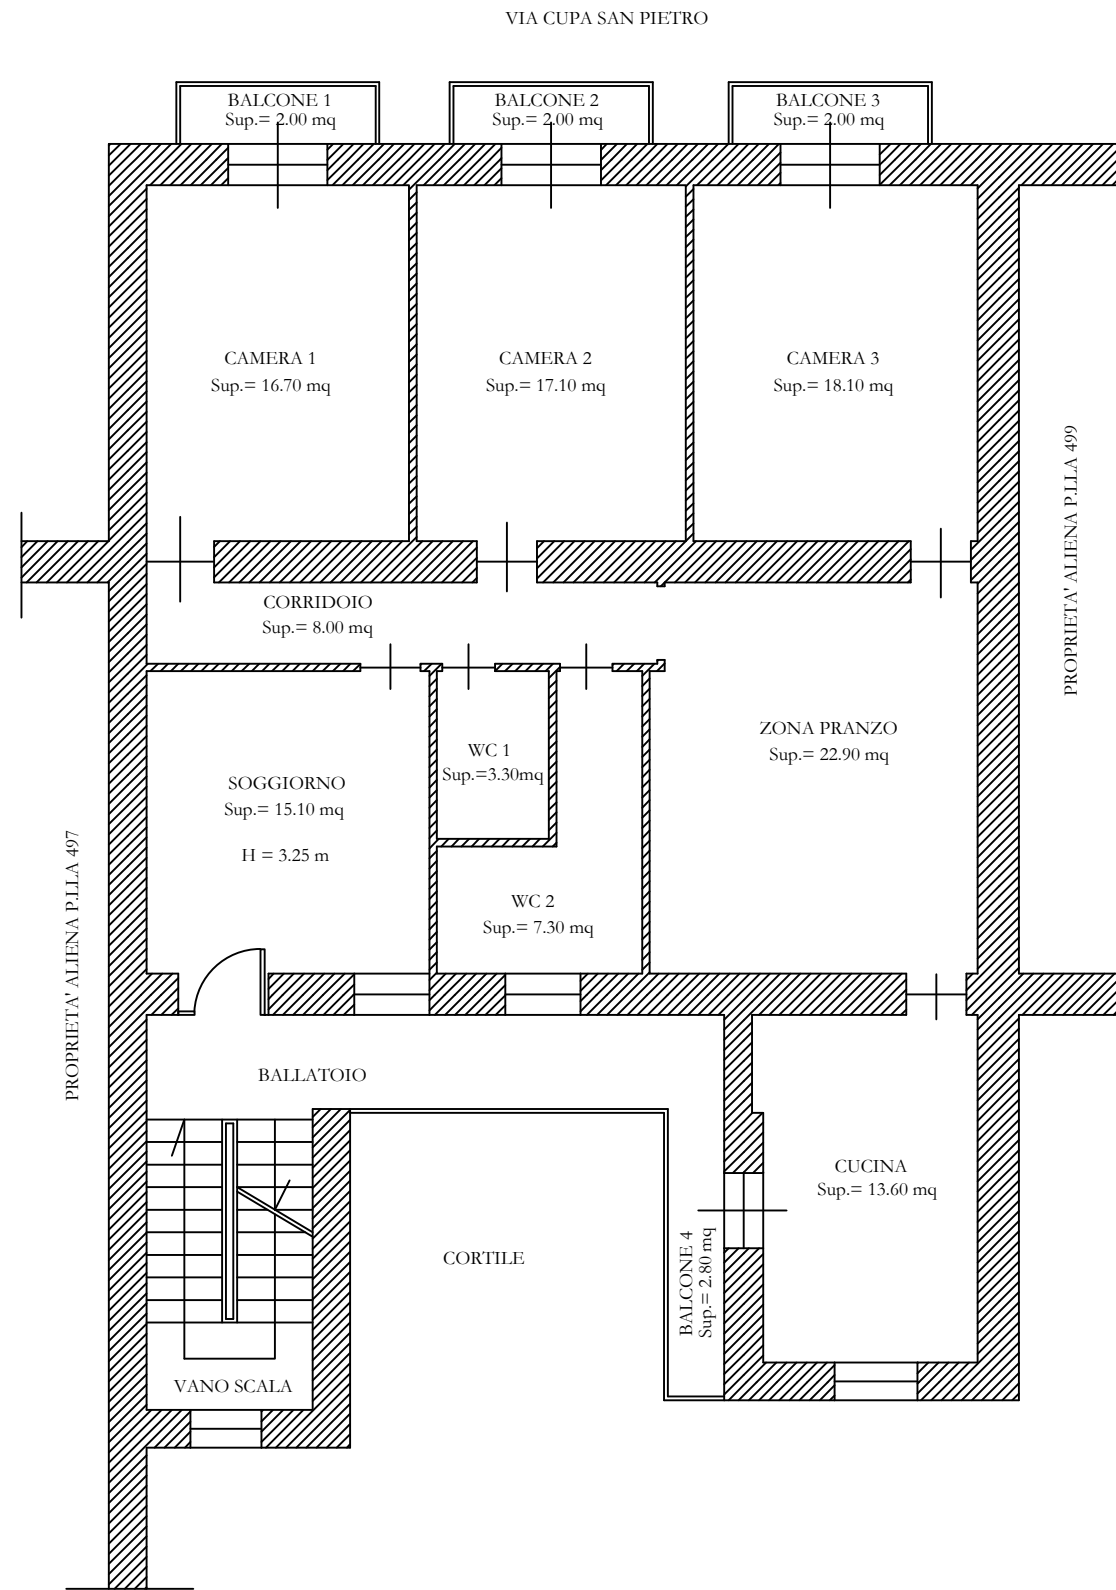 VIA CUPA SAN PIETRO
BALCONE 1
Sup.= 2.00 mq
BALCONE 2
Sup.= 2.00 mq
BALCONE 3
Sup.= 2.00 mq
CAMERA 1
Sup.= 16.70 mq
CAMERA 2
Sup.= 17.10 mq
CAMERA 3
Sup.= 18.10 mq
PROPRIETA' ALIENA P.LLA 499
CORRIDOIO
Sup.= 8.00 mq
ZONA PRANZO
Sup.= 22.90 mq
WC 1
Sup.=3.30mq
SOGGIORNO
Sup.= 15.10 mq
H = 3.25 m
WC 2
Sup.= 7.30 mq
PROPRIETA' ALIENA P.LLA 497
BALLATOIO
CUCINA
Sup.= 13.60 mq
CORTILE
BALCONE 4
Sup.= 2.80 mq
VANO SCALA